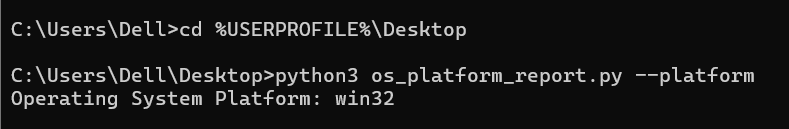 C:\Users\Dell>cd %USERPROFILE%\Desktop
C:\Users\Dell\Desktop>python3 os_platform_report.py --platform
Operating System Platform: win32